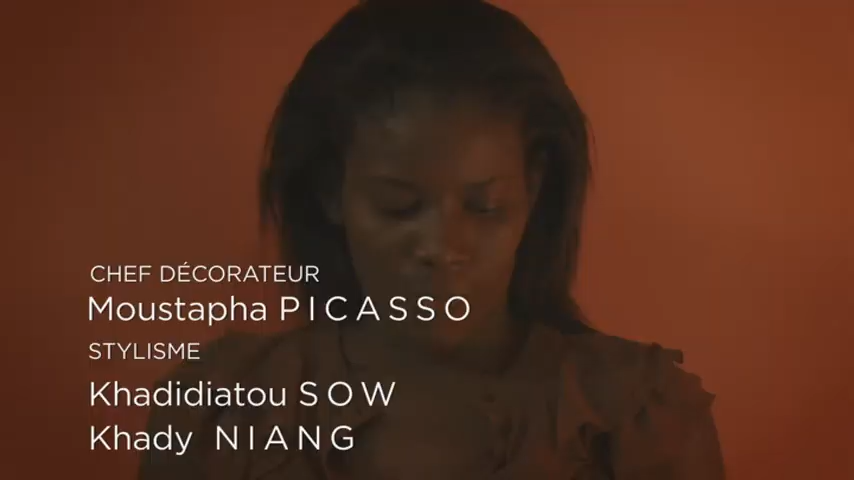 CHEF DÉCORATEUR
Moustapha PICASSO
STYLISME
Khadidiatou SOW
Khady NIANG